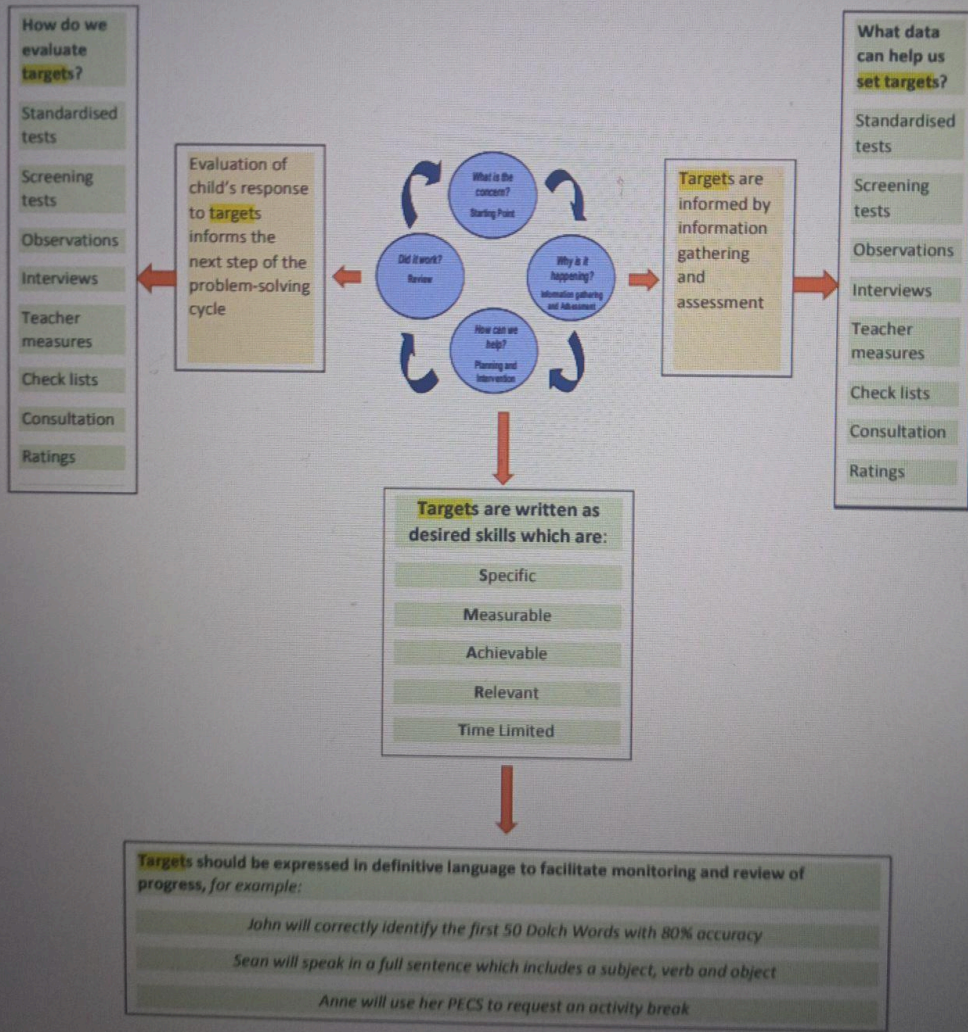 How do we
evaluate
targets?
Standardised
tests
Screening
tests
Observations
Interviews
Teacher
measures
Check lists
Consultation
Ratings
Evaluation of
child's response
to targets
informs the
next step of the
problem-solving
cycle
What is the
concern?
Starting Point
Did it work?
Review
Why is it
happening?
Information gathering
and Assessment
How can we
help?
Planning and
Intervention
Targets are
informed by
information
gathering
and
assessment
What data
can help us
set targets?
Standardised
tests
Screening
tests
Observations
Interviews
Teacher
measures
Check lists
Consultation
Ratings
Targets are written as
desired skills which are:
Specific
Measurable
Achievable
Relevant
Time Limited
Targets should be expressed in definitive language to facilitate monitoring and review of
progress, for example:
John will correctly identify the first 50 Dolch Words with 80% accuracy
Sean will speak in a full sentence which includes a subject, verb and object
Anne will use her PECS to request an activity break